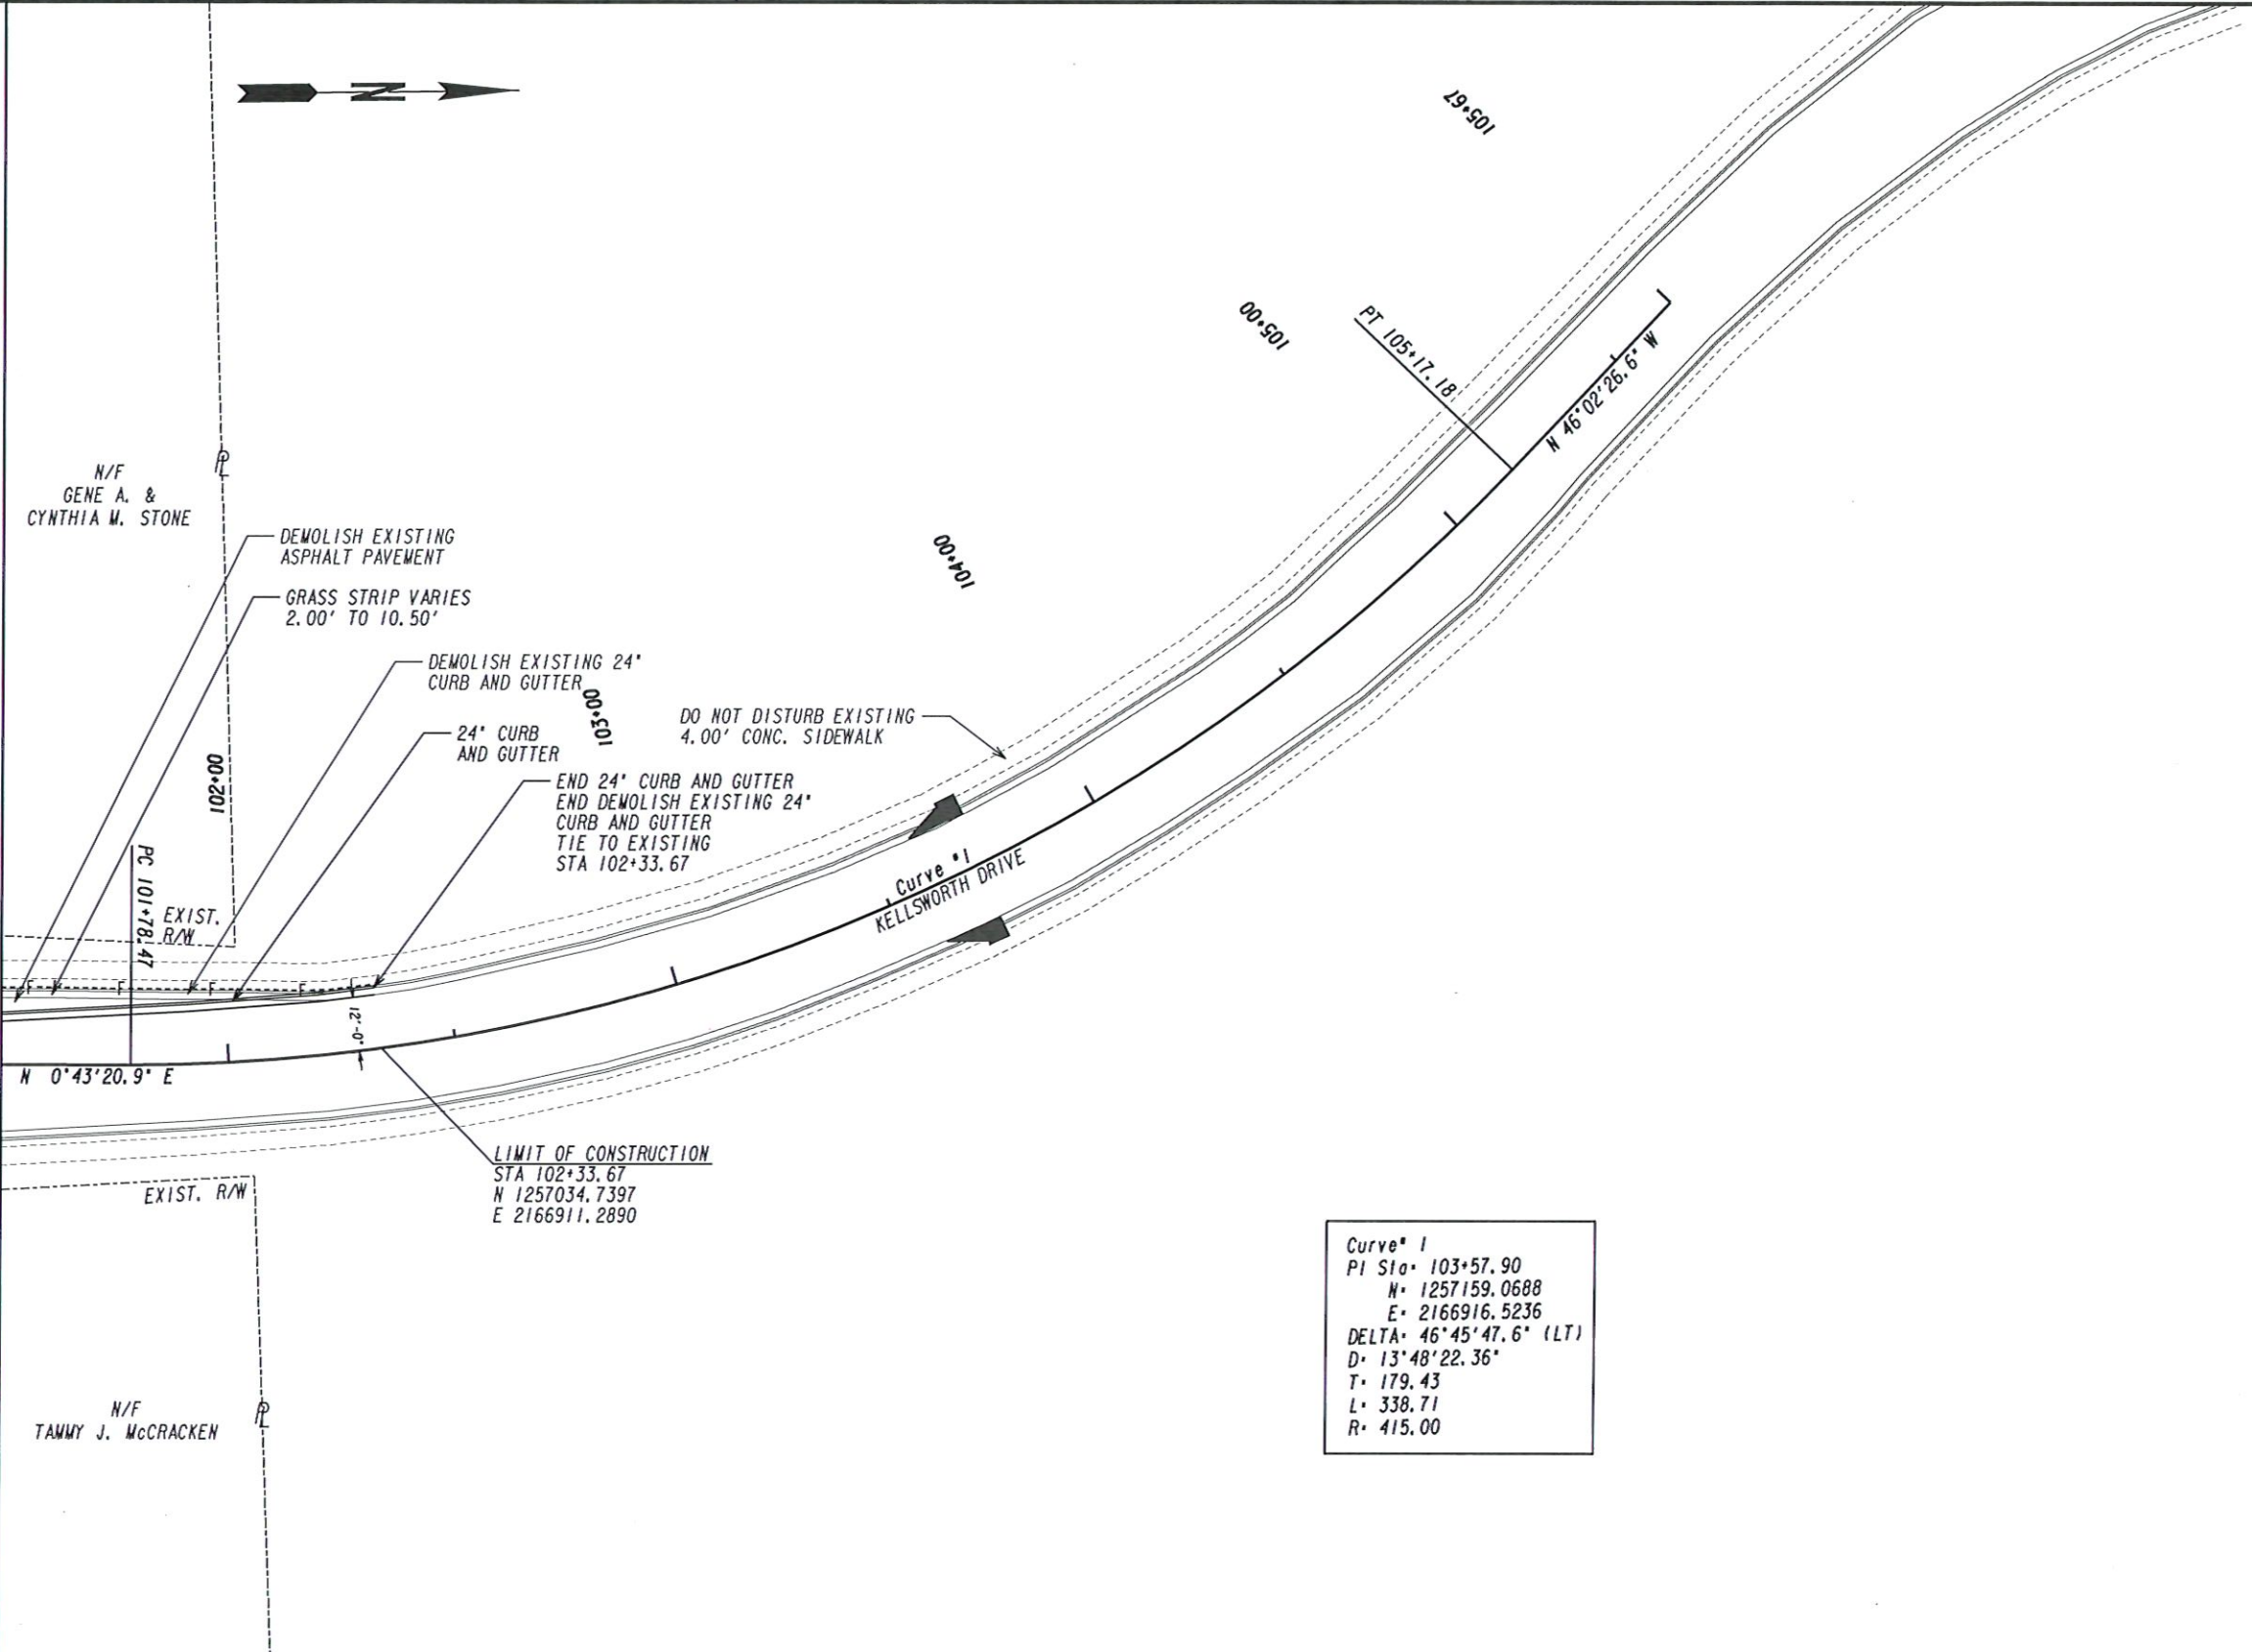 N
105+67
105+00
PT 105+17.18
N 46°02'26.6" W
N/F
GENE A. &
CYNTHIA M. STONE
PL
DEMOLISH EXISTING
ASPHALT PAVEMENT
GRASS STRIP VARIES
2.00' TO 10.50'
104+00
DEMOLISH EXISTING 24"
CURB AND GUTTER
103+00
24" CURB
AND GUTTER
DO NOT DISTURB EXISTING
4.00' CONC. SIDEWALK
102+00
END 24" CURB AND GUTTER
END DEMOLISH EXISTING 24"
CURB AND GUTTER
TIE TO EXISTING
STA 102+33.67
PC 101+78.47
EXIST.
R/W
Curve #1
KELLSWORTH DRIVE
F F F F F
12'-0"
N 0°43'20.9" E
LIMIT OF CONSTRUCTION
STA 102+33.67
N 1257034.7397
E 2166911.2890
EXIST. R/W
Curve# 1
PI Sta= 103+57.90
N= 1257159.0688
E= 2166916.5236
DELTA= 46°45'47.6" (LT)
D= 13°48'22.36"
T= 179.43
L= 338.71
R= 415.00
N/F
TAMMY J. McCRACKEN
PL